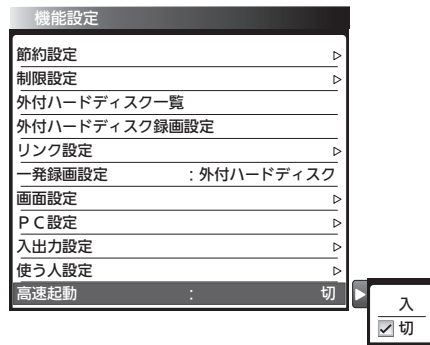 機能設定
節約設定
制限設定
外付ハードディスク一覧
外付ハードディスク録画設定
リンク設定
一発録画設定 : 外付ハードディスク
画面設定
ＰＣ設定
入出力設定
使う人設定
高速起動 : 切
入
切